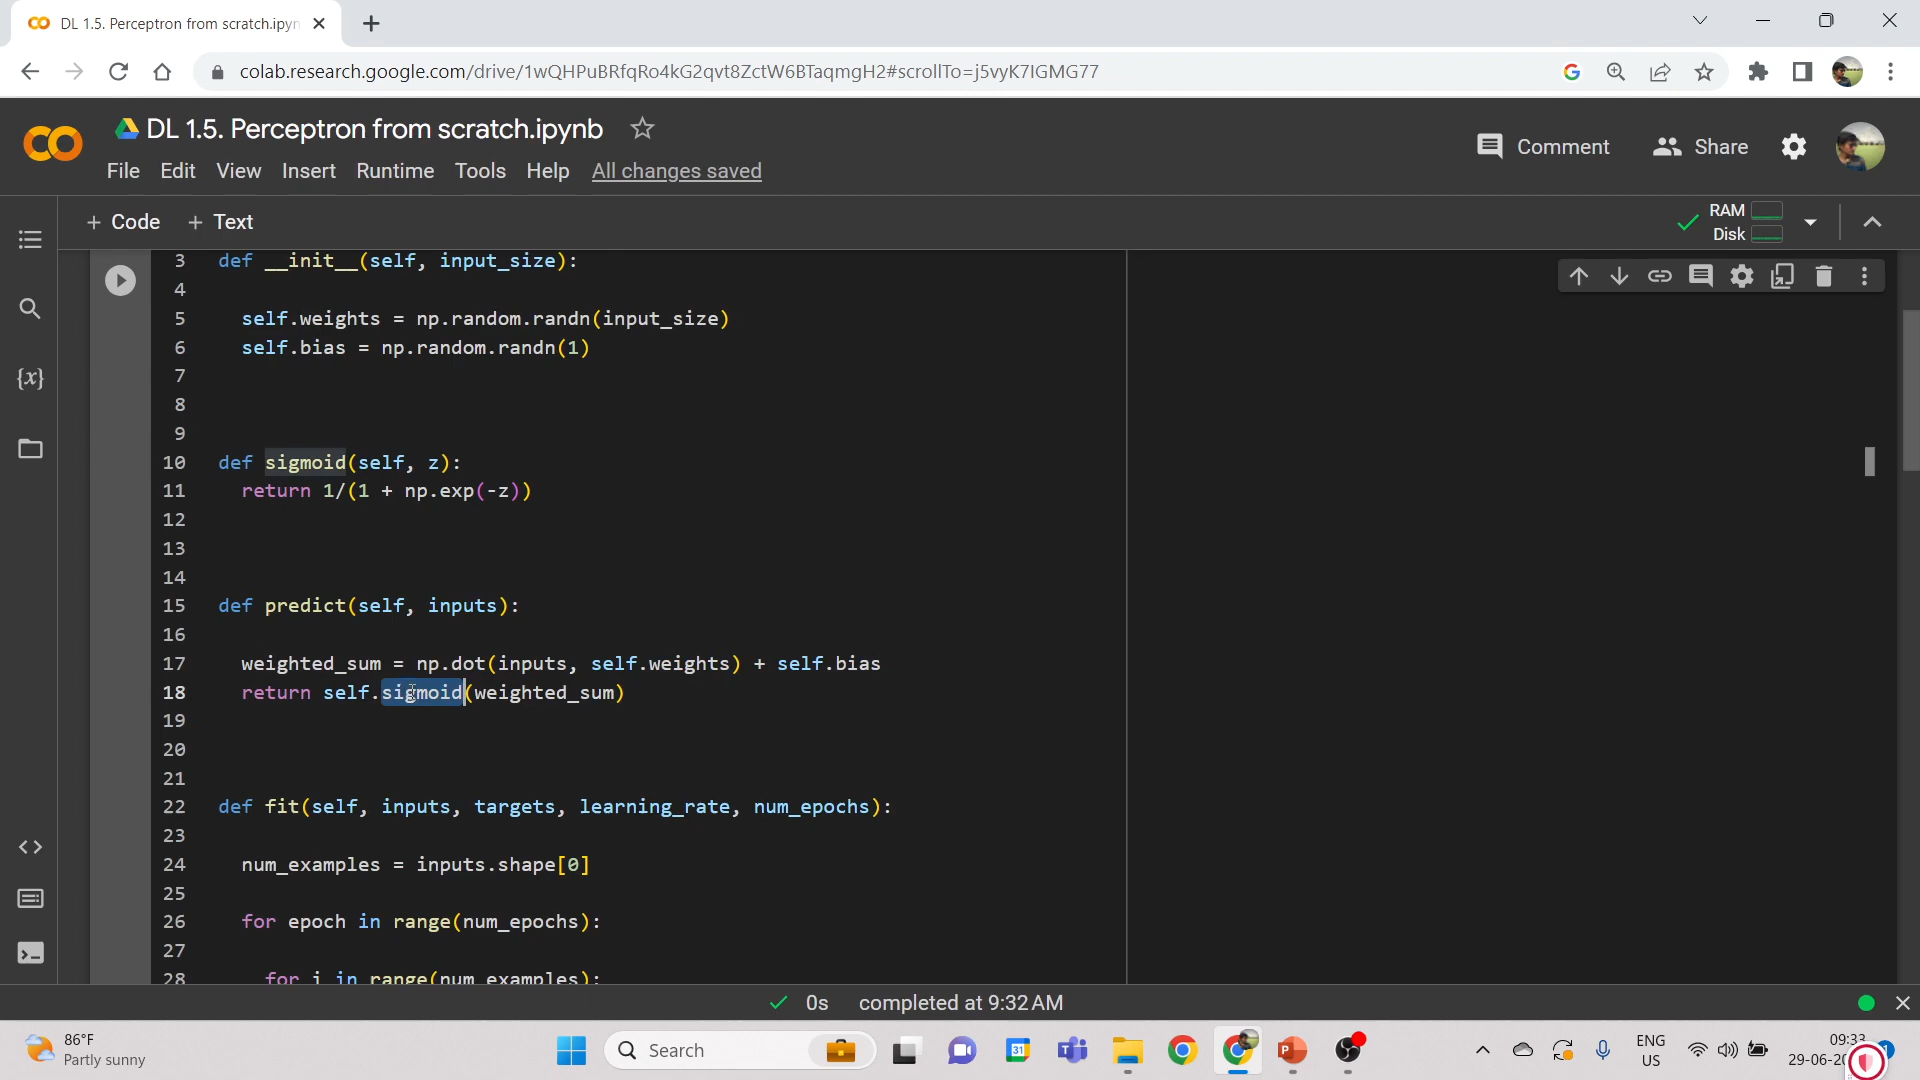 DL 1.5. Perceptron from scratch.ipyn
colab.research.google.com/drive/1wQHPuBRfqRo4kG2qvt8ZctW6BTaqmgH2#scrollTo=j5vyK7IGMG77
DL 1.5. Perceptron from scratch.ipynb
Comment
Share
File Edit View Insert Runtime Tools Help All changes saved
+ Code + Text
RAM
Disk
3 def __init__(self, input_size):
4
5 self.weights = np.random.randn(input_size)
6 self.bias = np.random.randn(1)
7
8
9
10 def sigmoid(self, z):
11 return 1/(1 + np.exp(-z))
12
13
14
15 def predict(self, inputs):
16
17 weighted_sum = np.dot(inputs, self.weights) + self.bias
18 return self.sigmoid(weighted_sum)
19
20
21
22 def fit(self, inputs, targets, learning_rate, num_epochs):
23
24 num_examples = inputs.shape[0]
25
26 for epoch in range(num_epochs):
27
28 for i in range(num_examples):
0s completed at 9:32 AM
86°F
Partly sunny
Search
ENG
US
09:33
29-06-20